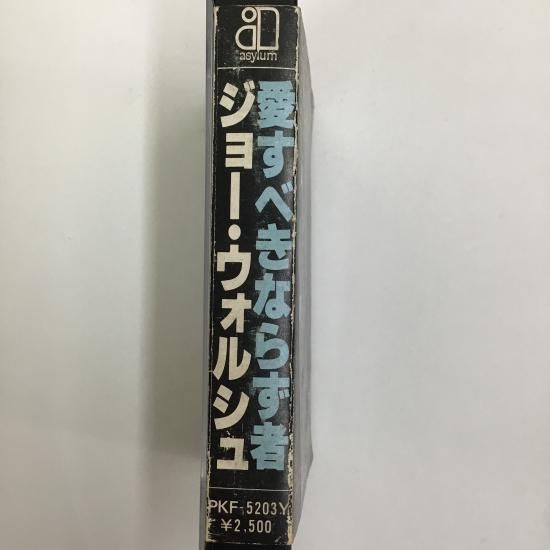 asylum
愛すべきならず者
ジョー・ウォルシュ
PKF-5203Y
¥2,500